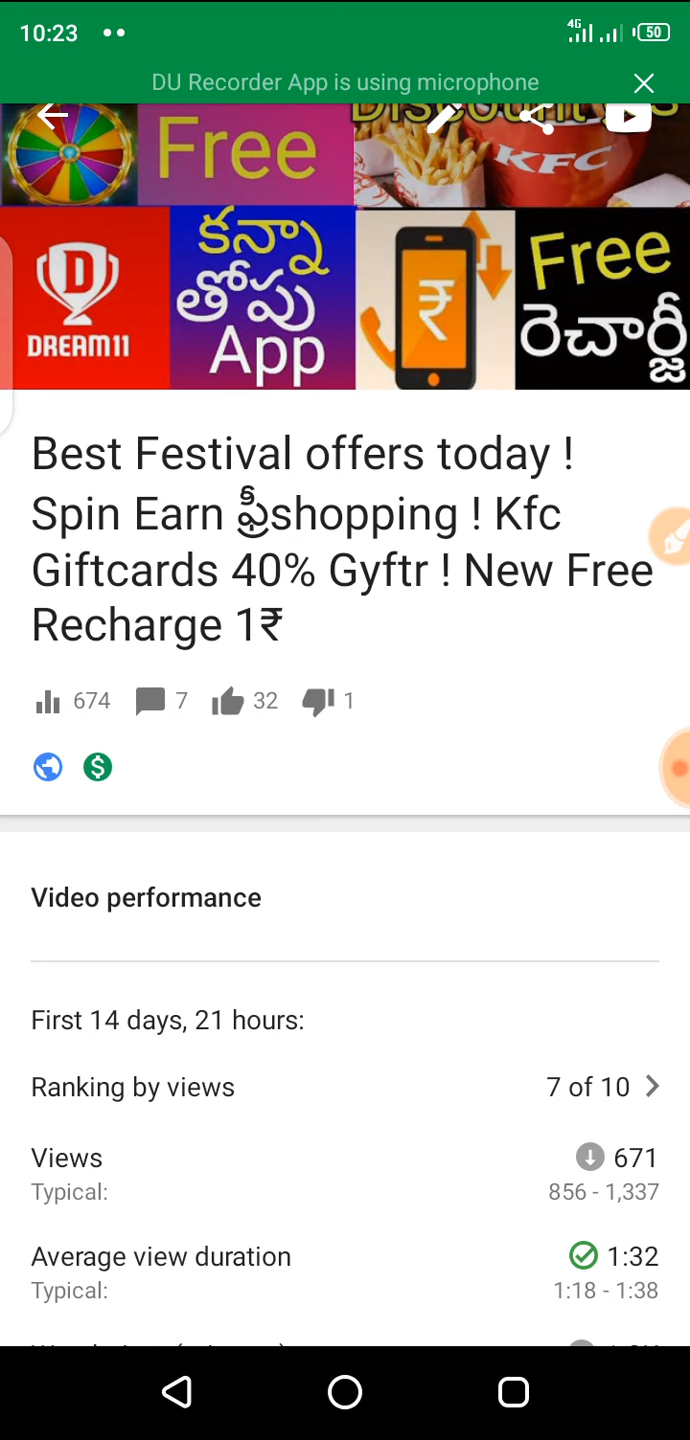 10:23
4G
50
DU Recorder App is using microphone
Free
KFC
DREAM11
కన్నా
తోపు
App
₹
Free
రెచార్జీ
Best Festival offers today !
Spin Earn ఫ్రీshopping ! Kfc
Giftcards 40% Gyftr ! New Free
Recharge 1₹
674 7 32 1
Video performance
First 14 days, 21 hours:
Ranking by views 7 of 10
Views 671
Typical: 856 - 1,337
Average view duration 1:32
Typical: 1:18 - 1:38